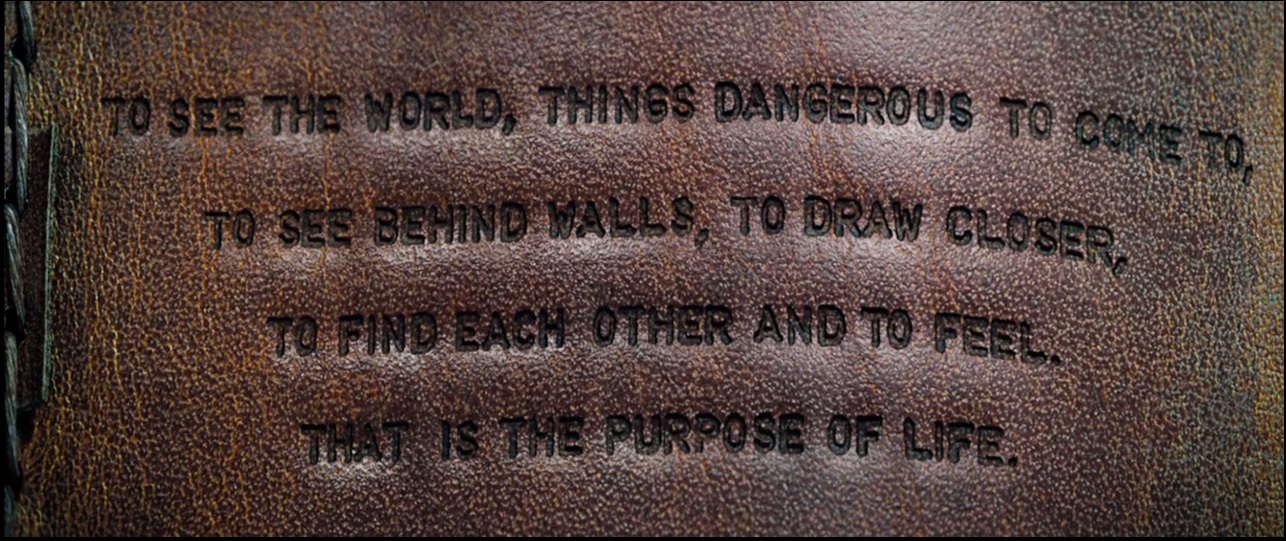 TO SEE THE WORLD, THINGS DANGEROUS TO COME TO,
TO SEE BEHIND WALLS, TO DRAW CLOSER,
TO FIND EACH OTHER AND TO FEEL.
THAT IS THE PURPOSE OF LIFE.